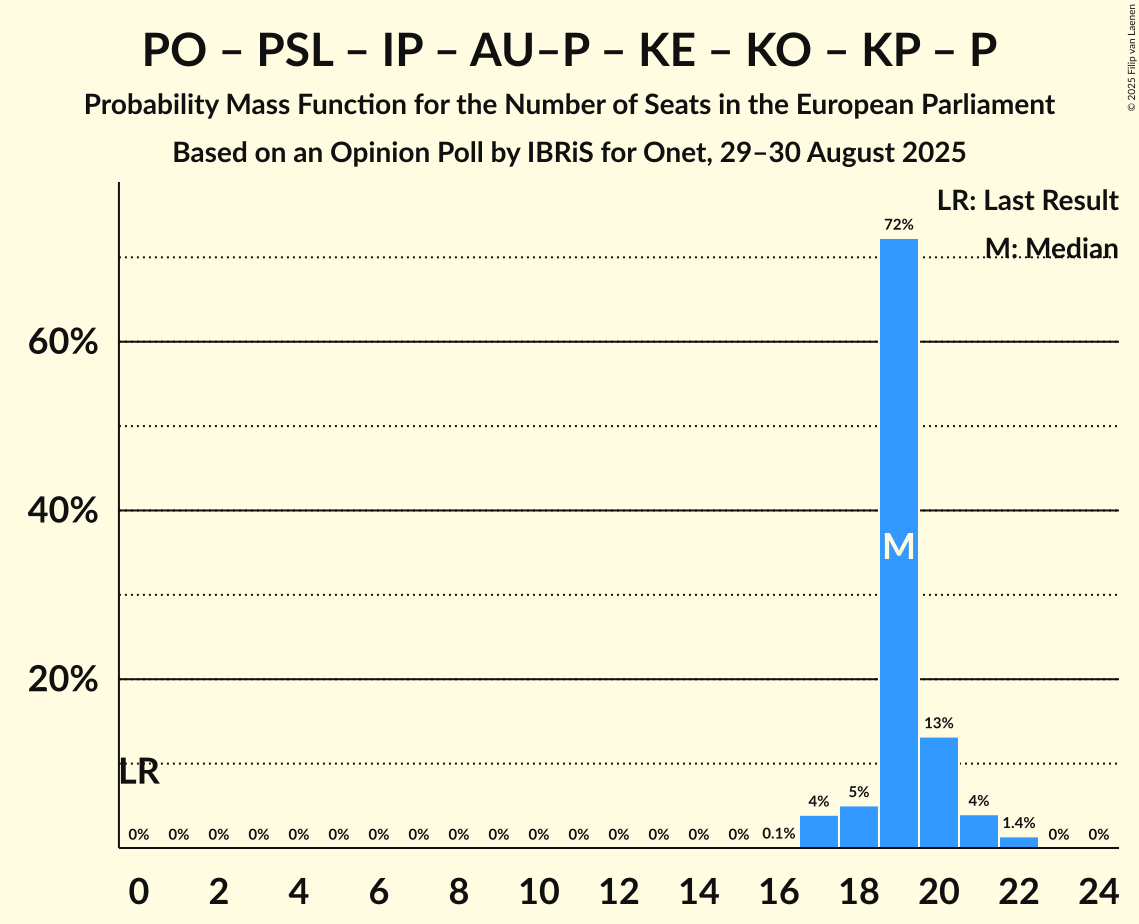 PO – PSL – IP – AU–P – KE – KO – KP – P
Probability Mass Function for the Number of Seats in the European Parliament
Based on an Opinion Poll by IBRiS for Onet, 29–30 August 2025
© 2025 Filip van Laenen
LR: Last Result
M: Median
72%
60%
40%
M
20%
13%
LR
4% 5% 4%
0% 0% 0% 0% 0% 0% 0% 0% 0% 0% 0% 0% 0% 0% 0% 0% 0.1% 1.4% 0% 0%
0 2 4 6 8 10 12 14 16 18 20 22 24